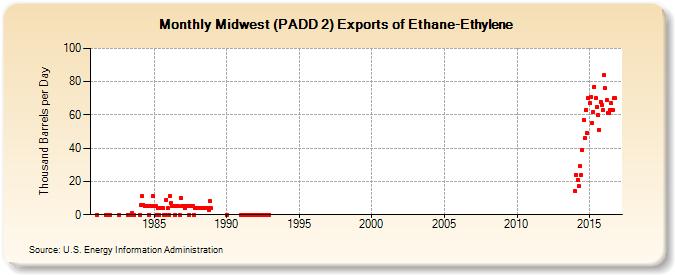 Monthly Midwest (PADD 2) Exports of Ethane-Ethylene
Thousand Barrels per Day
100
80
60
40
20
0
1985 1990 1995 2000 2005 2010 2015
Source: U.S. Energy Information Administration